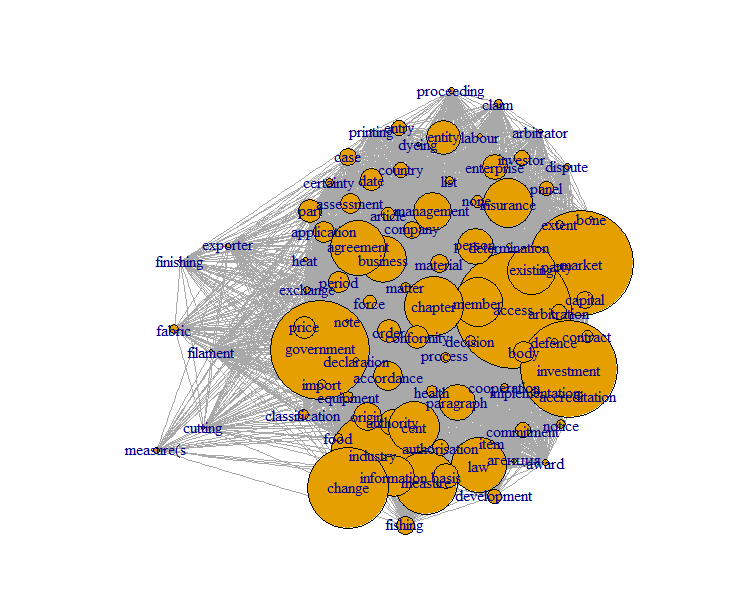 proceeding
claim
printing
entry
entity
labour
arbitrator
dyeing
case
country
enterprise
investor
dispute
certainty
date
list
panel
part
assessment
article
management
none
insurance
application
company
extent
bone
exporter
agreement
person
determination
finishing
heat
business
material
existing
market
exchange
period
matter
force
chapter
member
access
capital
arbitration
fabric
price
note
order
conformity
decision
defence
contact
filament
government
process
body
declaration
investment
accordance
import
equipment
health
cooperation
implementation
accreditation
paragraph
classification
origin
authority
cent
commitment
notice
cutting
food
item
measure(s
industry
authorisation
агенция
award
law
change
information
basis
measure
development
fishing